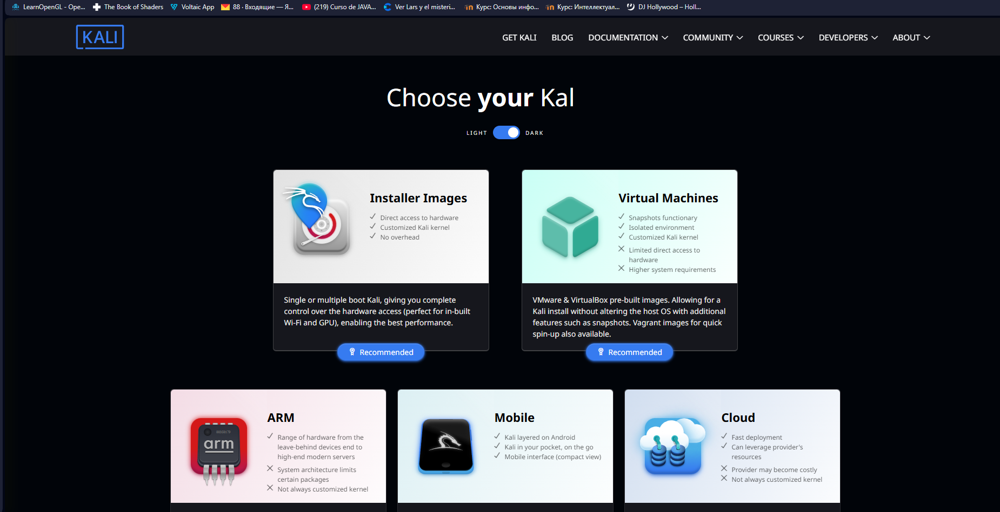 LearnOpenGL - Ope...
The Book of Shaders
Voltaic App
88 · Входящие — Я...
(219) Curso de JAVA...
Ver Lars y el misteri...
Курс: Основы инфо...
Курс: Интеллектуал...
DJ Hollywood – Holl...
KALI
GET KALI
BLOG
DOCUMENTATION
COMMUNITY
COURSES
DEVELOPERS
ABOUT
Choose your Kal
LIGHT
DARK
Installer Images
Direct access to hardware
Customized Kali kernel
No overhead
Single or multiple boot Kali, giving you complete
control over the hardware access (perfect for in-built
Wi-Fi and GPU), enabling the best performance.
Recommended
Virtual Machines
Snapshots functionary
Isolated environment
Customized Kali kernel
Limited direct access to
hardware
Higher system requirements
VMware & VirtualBox pre-built images. Allowing for a
Kali install without altering the host OS with additional
features such as snapshots. Vagrant images for quick
spin-up also available.
Recommended
arm
ARM
Range of hardware from the
leave-behind devices end to
high-end modern servers
System architecture limits
certain packages
Not always customized kernel
Mobile
Kali layered on Android
Kali in your pocket, on the go
Mobile interface (compact view)
Cloud
Fast deployment
Can leverage provider's
resources
Provider may become costly
Not always customized kernel